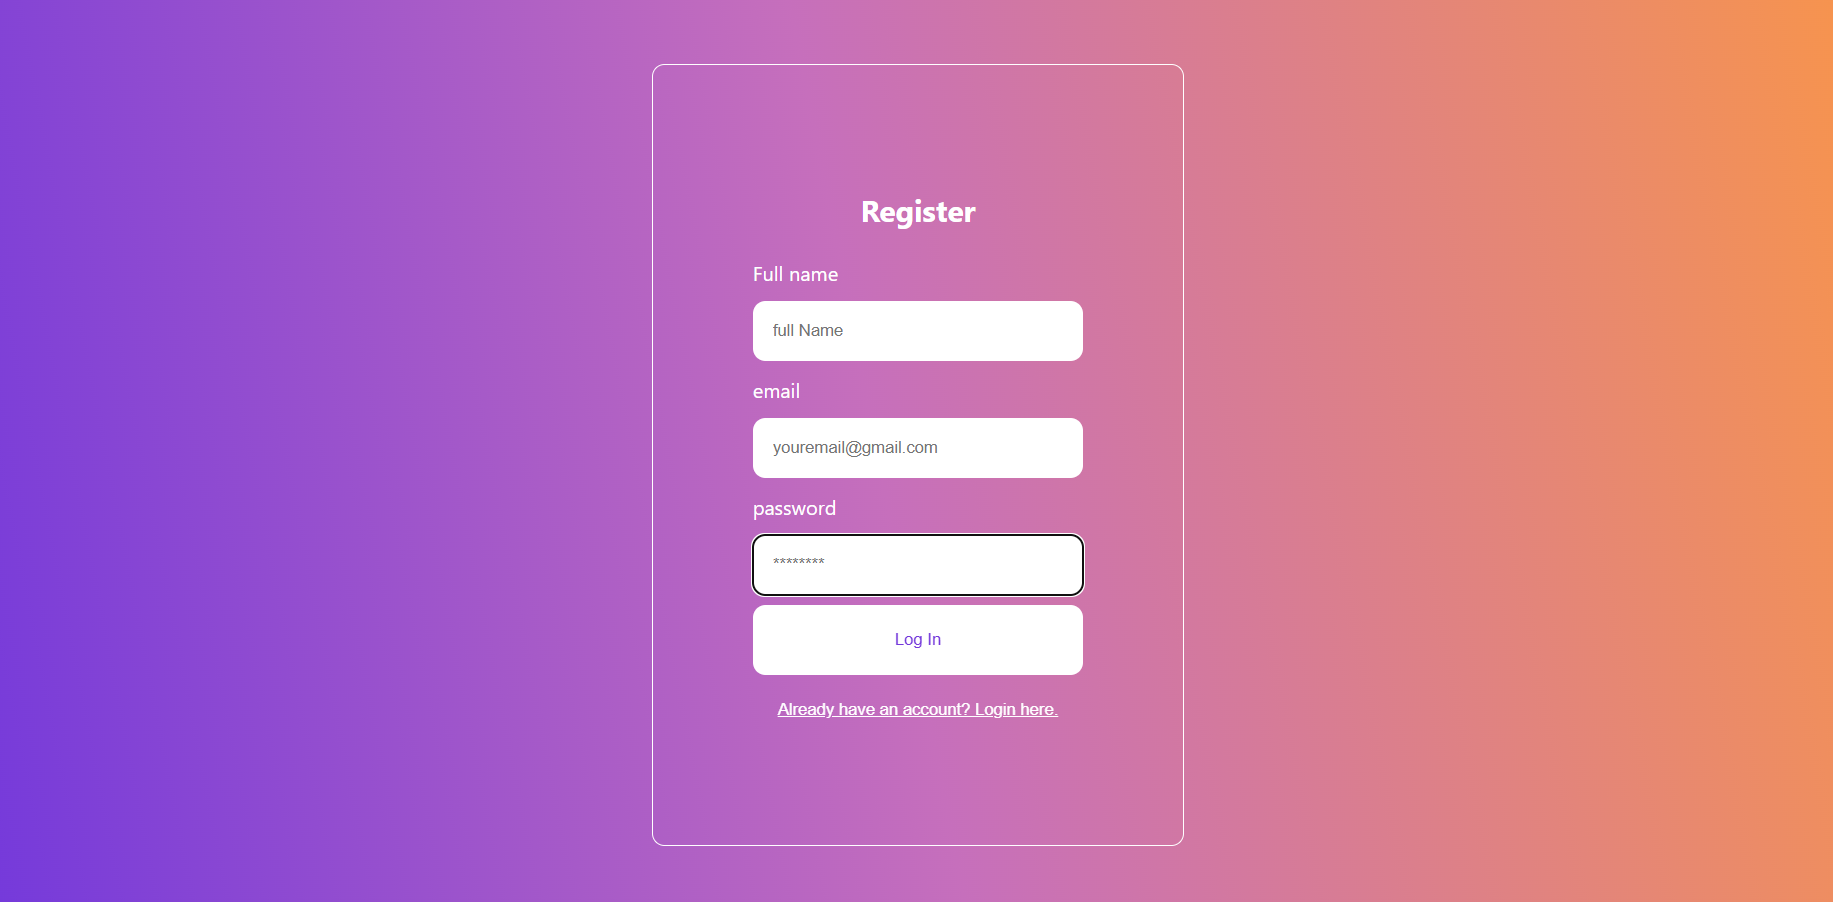 Register
Full name
full Name
email
youremail@gmail.com
password
********
Log In
Already have an account? Login here.